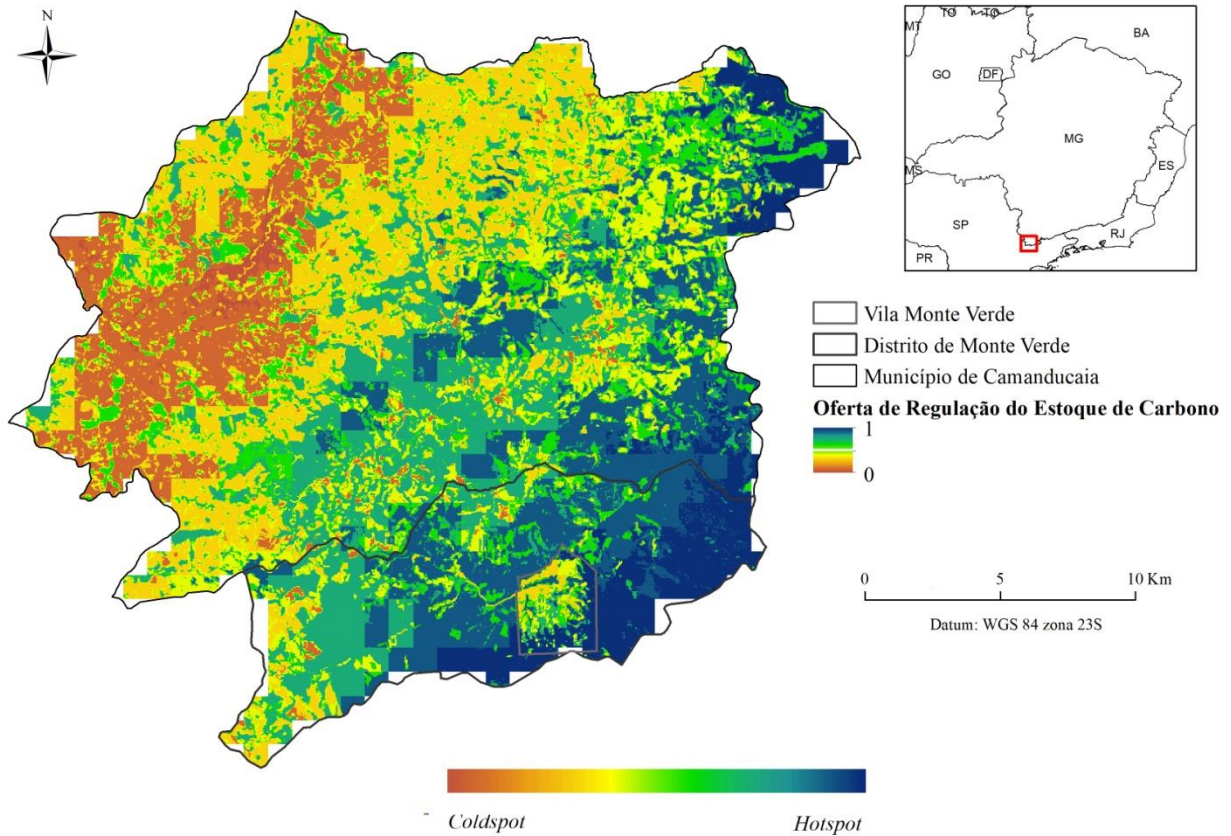 N
MT
TO
TO
BA
GO
DF
MG
MS
ES
SP
RJ
PR
Vila Monte Verde
Distrito de Monte Verde
Município de Camanducaia
Oferta de Regulação do Estoque de Carbono
1
0
0 5 10 Km
Datum: WGS 84 zona 23S
Coldspot Hotspot